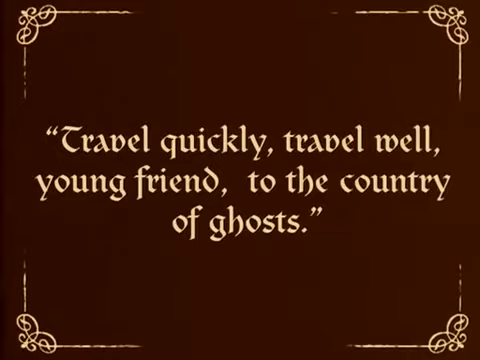 “Travel quickly, travel well,
young friend, to the country
of ghosts.”